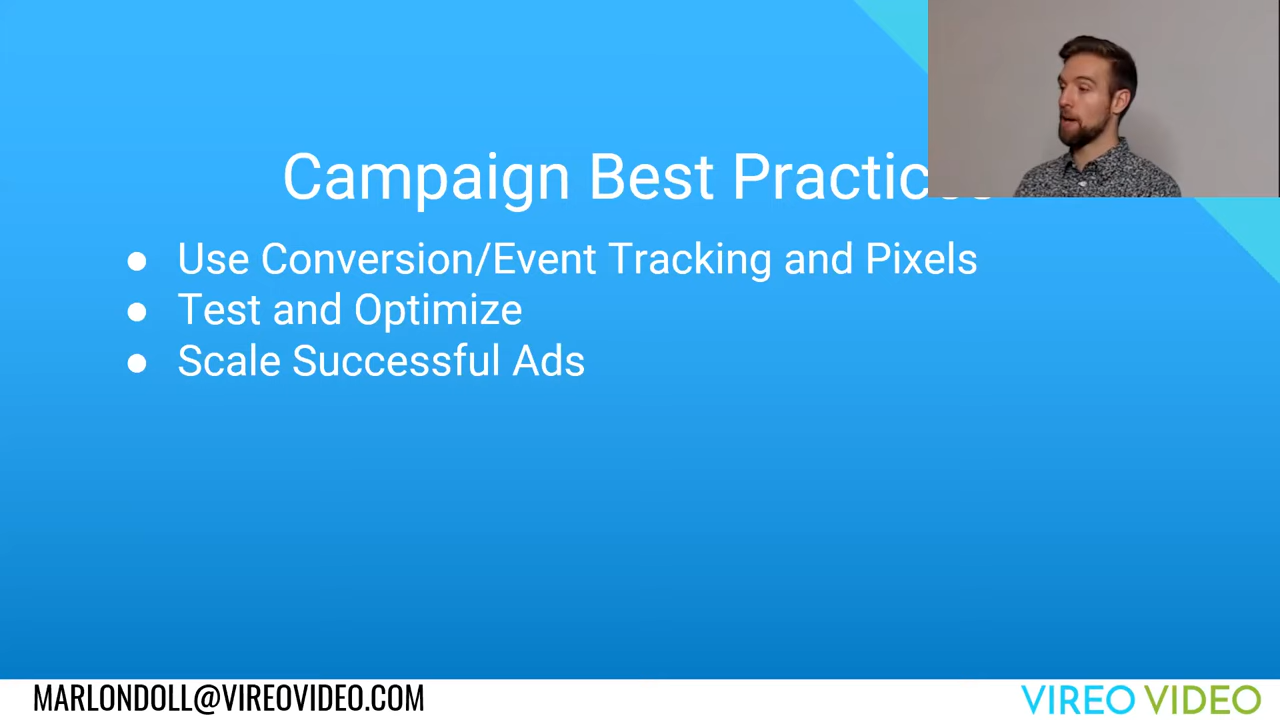 Campaign Best Practices
● Use Conversion/Event Tracking and Pixels
● Test and Optimize
● Scale Successful Ads
MARLONDOLL@VIREOVIDEO.COM
VIREO VIDEO